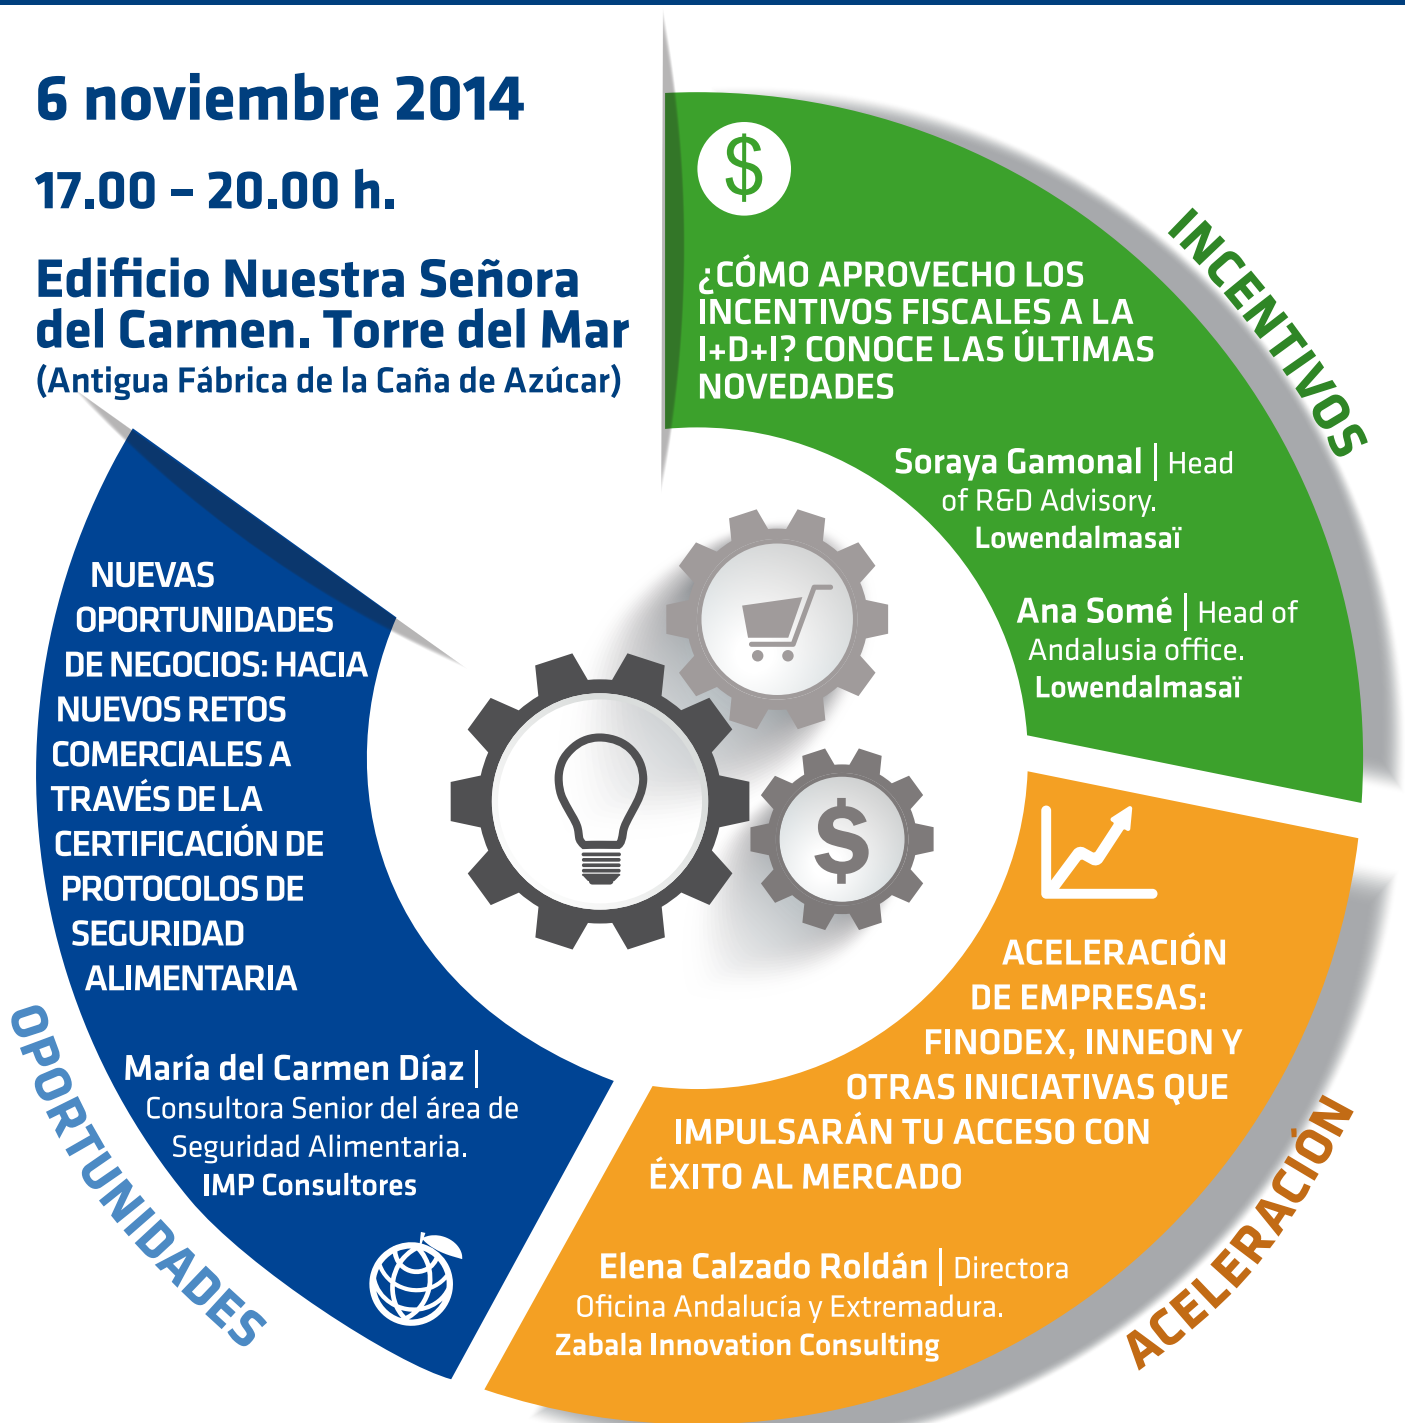 6 noviembre 2014
17.00 – 20.00 h.
Edificio Nuestra Señora
del Carmen. Torre del Mar
(Antigua Fábrica de la Caña de Azúcar)
$
¿CÓMO APROVECHO LOS
INCENTIVOS FISCALES A LA
I+D+I? CONOCE LAS ÚLTIMAS
NOVEDADES
Soraya Gamonal | Head
of R&D Advisory.
Lowendalmasaï
Ana Somé | Head of
Andalusia office.
Lowendalmasaï
INCENTIVOS
$
ACELERACIÓN
DE EMPRESAS:
FINODEX, INNEON Y
OTRAS INICIATIVAS QUE
IMPULSARÁN TU ACCESO CON
ÉXITO AL MERCADO
Elena Calzado Roldán | Directora
Oficina Andalucía y Extremadura.
Zabala Innovation Consulting
ACELERACIÓN
NUEVAS
OPORTUNIDADES
DE NEGOCIOS: HACIA
NUEVOS RETOS
COMERCIALES A
TRAVÉS DE LA
CERTIFICACIÓN DE
PROTOCOLOS DE
SEGURIDAD
ALIMENTARIA
María del Carmen Díaz |
Consultora Senior del área de
Seguridad Alimentaria.
IMP Consultores
OPORTUNIDADES